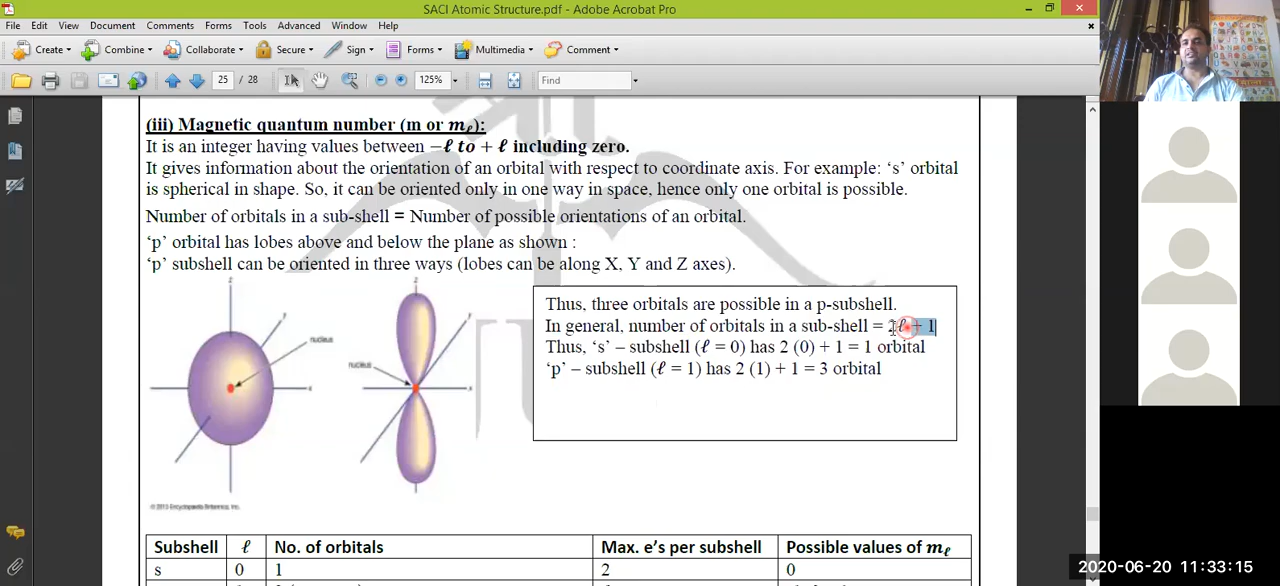 SACI Atomic Structure.pdf - Adobe Acrobat Pro
File Edit View Document Comments Forms Tools Advanced Window Help
Create Combine Collaborate Secure Sign Forms Multimedia Comment
25 / 28 125% Find
(iii) Magnetic quantum number (m or mℓ):
It is an integer having values between −ℓ to + ℓ including zero.
It gives information about the orientation of an orbital with respect to coordinate axis. For example: ‘s’ orbital
is spherical in shape. So, it can be oriented only in one way in space, hence only one orbital is possible.
Number of orbitals in a sub-shell = Number of possible orientations of an orbital.
‘p’ orbital has lobes above and below the plane as shown :
‘p’ subshell can be oriented in three ways (lobes can be along X, Y and Z axes).
Thus, three orbitals are possible in a p-subshell.
In general, number of orbitals in a sub-shell = 2ℓ + 1
Thus, ‘s’ – subshell (ℓ = 0) has 2 (0) + 1 = 1 orbital
‘p’ – subshell (ℓ = 1) has 2 (1) + 1 = 3 orbital
z
y
nucleus
x
z
y
nucleus
x
© 2013 Encyclopædia Britannica, Inc.
Subshell ℓ No. of orbitals Max. e’s per subshell Possible values of mℓ
s 0 1 2 0
2020-06-20 11:33:15